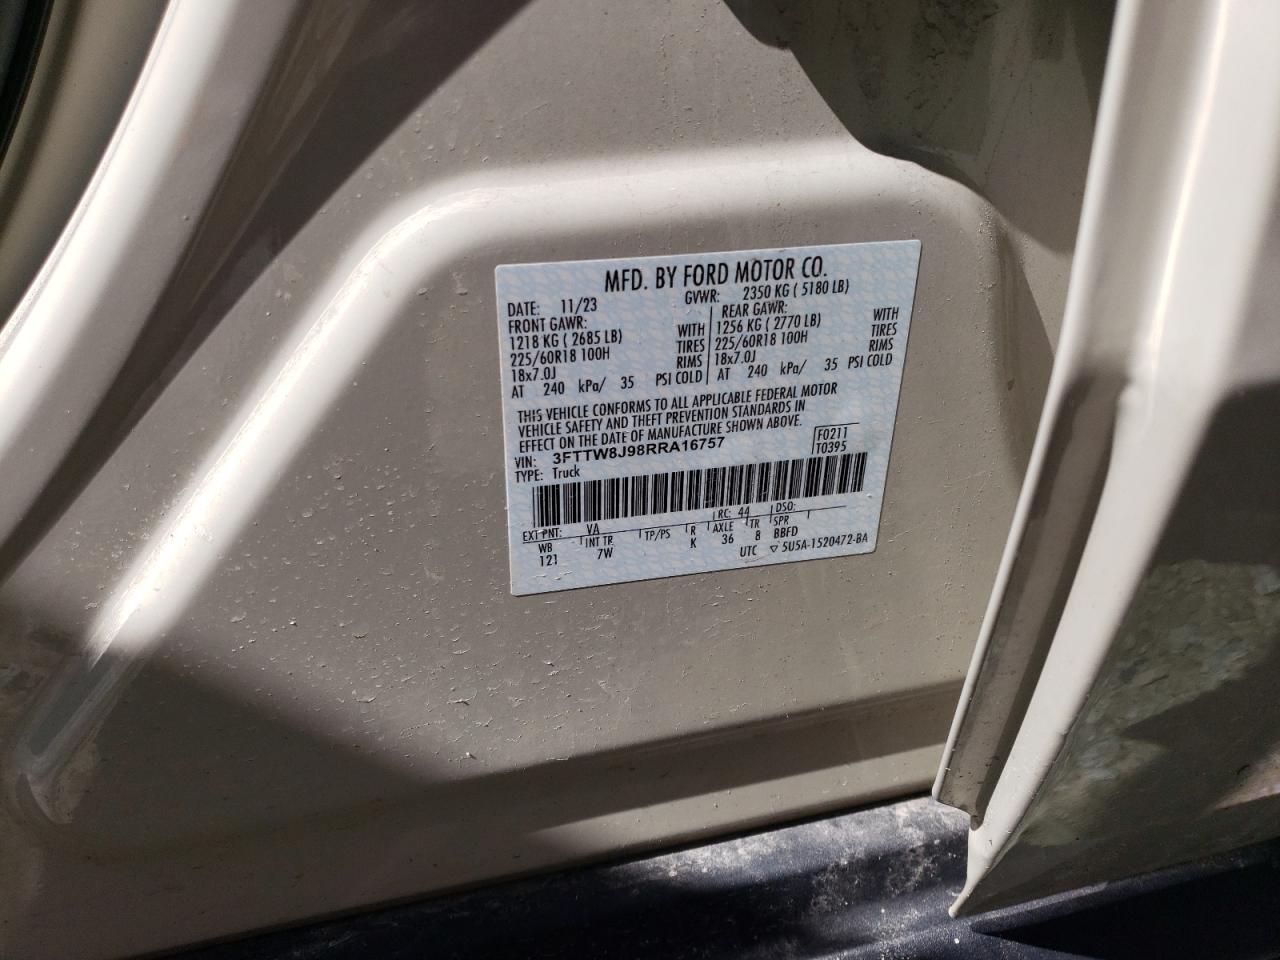 MFD. BY FORD MOTOR CO.
DATE: 11/23 GVWR: 2350 KG ( 5180 LB)
FRONT GAWR: REAR GAWR:
1218 KG ( 2685 LB) WITH 1256 KG ( 2770 LB) WITH
225/60R18 100H TIRES 225/60R18 100H TIRES
18x7.0J RIMS 18x7.0J RIMS
AT 240 kPa/ 35 PSI COLD AT 240 kPa/ 35 PSI COLD
THIS VEHICLE CONFORMS TO ALL APPLICABLE FEDERAL MOTOR
VEHICLE SAFETY AND THEFT PREVENTION STANDARDS IN
EFFECT ON THE DATE OF MANUFACTURE SHOWN ABOVE.
VIN: 3FTTW8J98RRA16757 F0211
TYPE: Truck T0395
EXT PNT: VA RC: 44 DSO:
WB INT TR TP/PS R AXLE TR SPR
121 7W K 36 8 BBFD
UTC ▽ 5U5A-1520472-BA